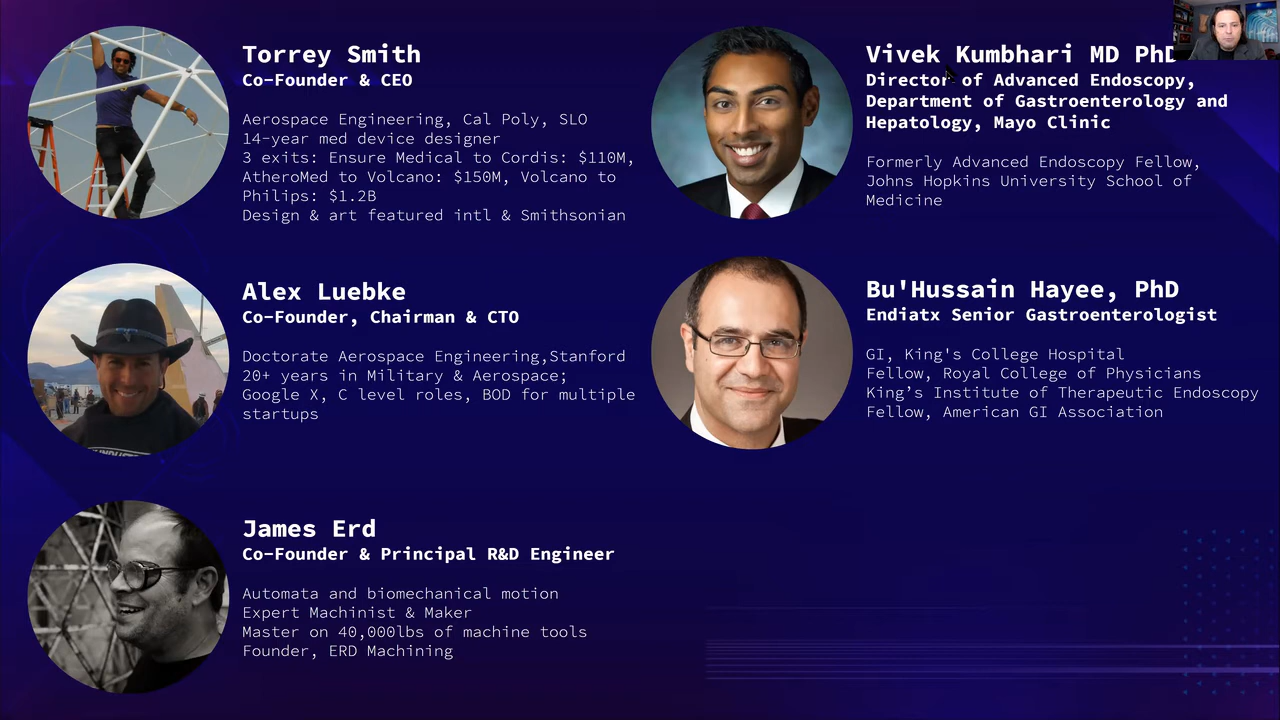 Torrey Smith
Co-Founder & CEO
Aerospace Engineering, Cal Poly, SLO
14-year med device designer
3 exits: Ensure Medical to Cordis: $110M,
AtheroMed to Volcano: $150M, Volcano to
Philips: $1.2B
Design & art featured intl & Smithsonian
Alex Luebke
Co-Founder, Chairman & CTO
Doctorate Aerospace Engineering,Stanford
20+ years in Military & Aerospace;
Google X, C level roles, BOD for multiple
startups
James Erd
Co-Founder & Principal R&D Engineer
Automata and biomechanical motion
Expert Machinist & Maker
Master on 40,000lbs of machine tools
Founder, ERD Machining
Vivek Kumbhari MD PhD
Director of Advanced Endoscopy,
Department of Gastroenterology and
Hepatology, Mayo Clinic
Formerly Advanced Endoscopy Fellow,
Johns Hopkins University School of
Medicine
Bu'Hussain Hayee, PhD
Endiatx Senior Gastroenterologist
GI, King's College Hospital
Fellow, Royal College of Physicians
King’s Institute of Therapeutic Endoscopy
Fellow, American GI Association